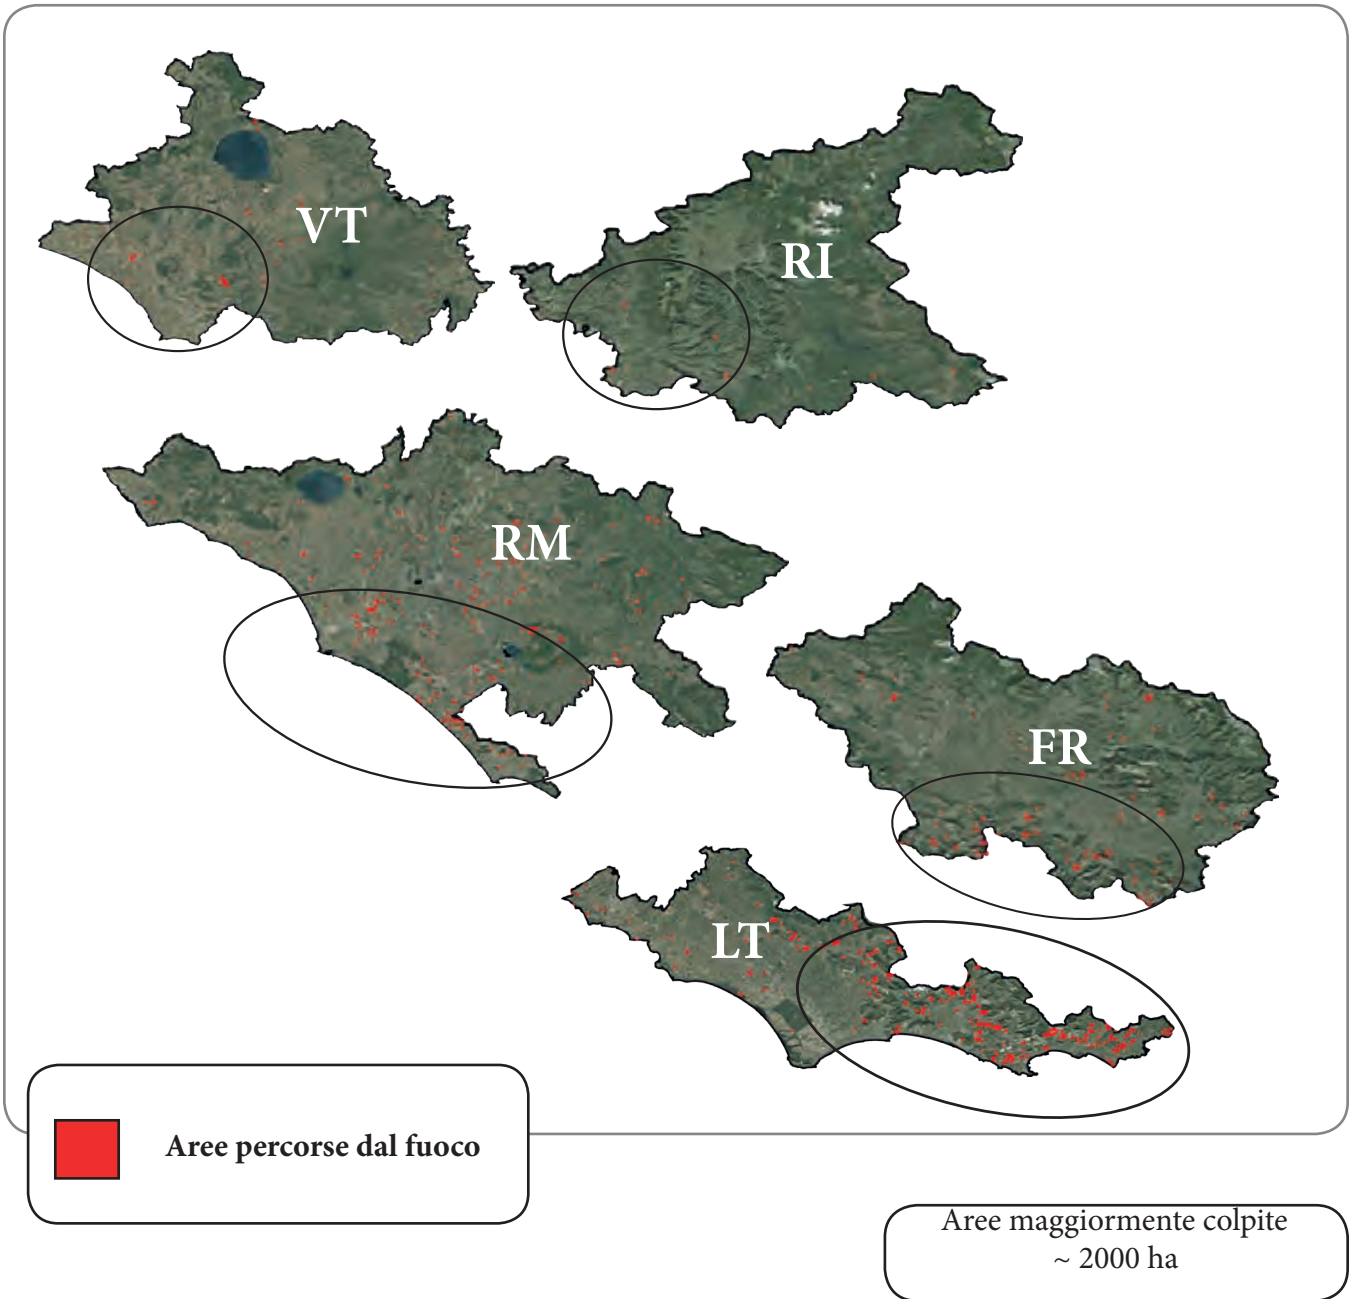 VT
RI
RM
FR
LT
Aree percorse dal fuoco
Aree maggiormente colpite
~ 2000 ha